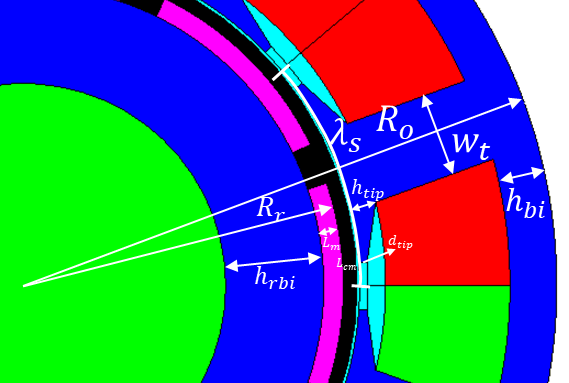 λ_s
R_o
w_t
h_tip
h_bi
R_r
L_m
d_tip
L_cm
h_rbi